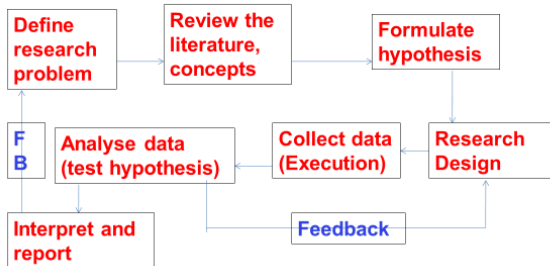 Define
research
problem
Review the
literature,
concepts
Formulate
hypothesis
Research
Design
Collect data
(Execution)
Analyse data
(test hypothesis)
Feedback
F
B
Interpret and
report